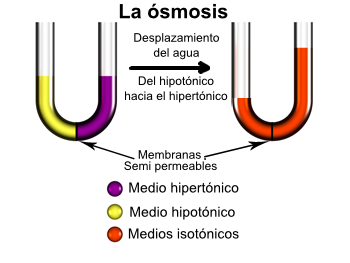 La ósmosis
Desplazamiento
del agua
Del hipotónico
hacia el hipertónico
Membranas
Semi permeables
Medio hipertónico
Medio hipotónico
Medios isotónicos